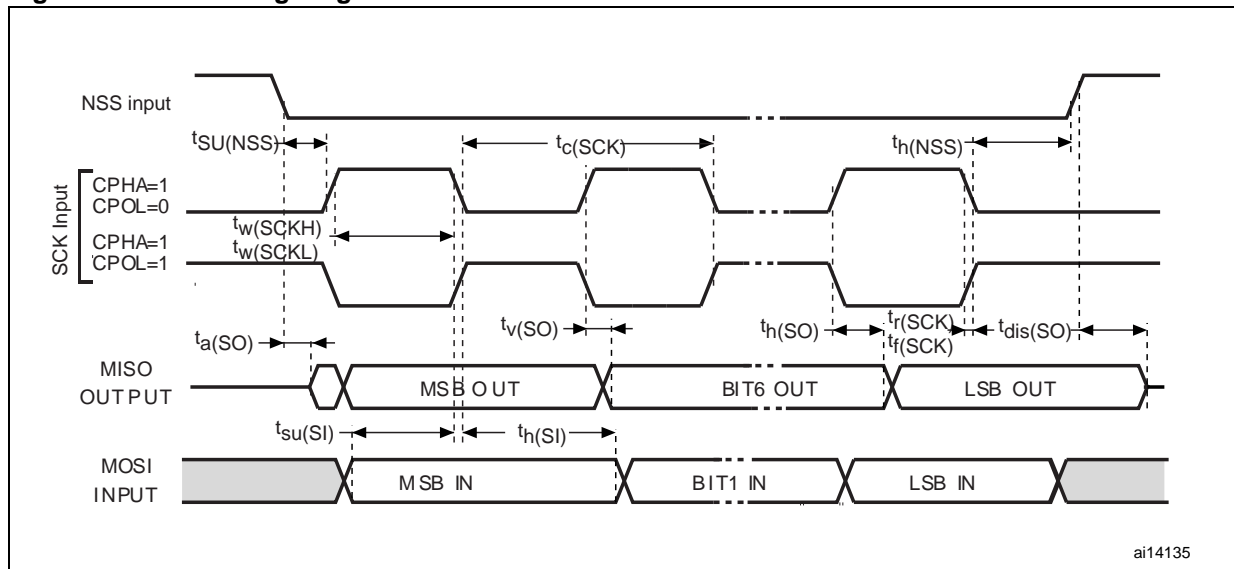 NSS input
tSU(NSS)
tc(SCK)
th(NSS)
SCK Input
CPHA=1
CPOL=0
tw(SCKH)
tw(SCKL)
CPHA=1
CPOL=1
ta(SO)
tv(SO)
th(SO)
tr(SCK)
tf(SCK)
tdis(SO)
MISO
OUTPUT
MSB OUT
BIT6 OUT
LSB OUT
tsu(SI)
th(SI)
MOSI
INPUT
MSB IN
BIT1 IN
LSB IN
ai14135